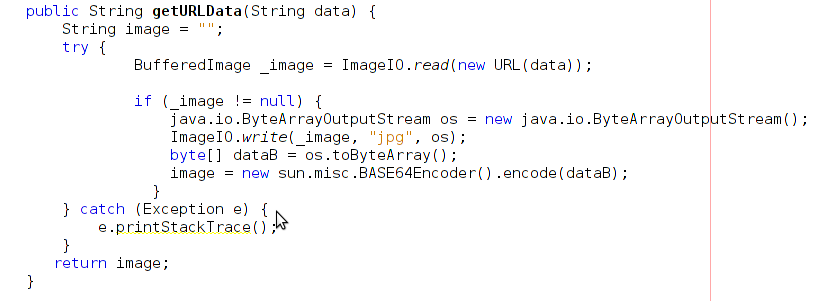 public String getURLData(String data) {
String image = "";
try {
BufferedImage _image = ImageIO.read(new URL(data));
if (_image != null) {
java.io.ByteArrayOutputStream os = new java.io.ByteArrayOutputStream();
ImageIO.write(_image, "jpg", os);
byte[] dataB = os.toByteArray();
image = new sun.misc.BASE64Encoder().encode(dataB);
}
} catch (Exception e) {
e.printStackTrace();
}
return image;
}